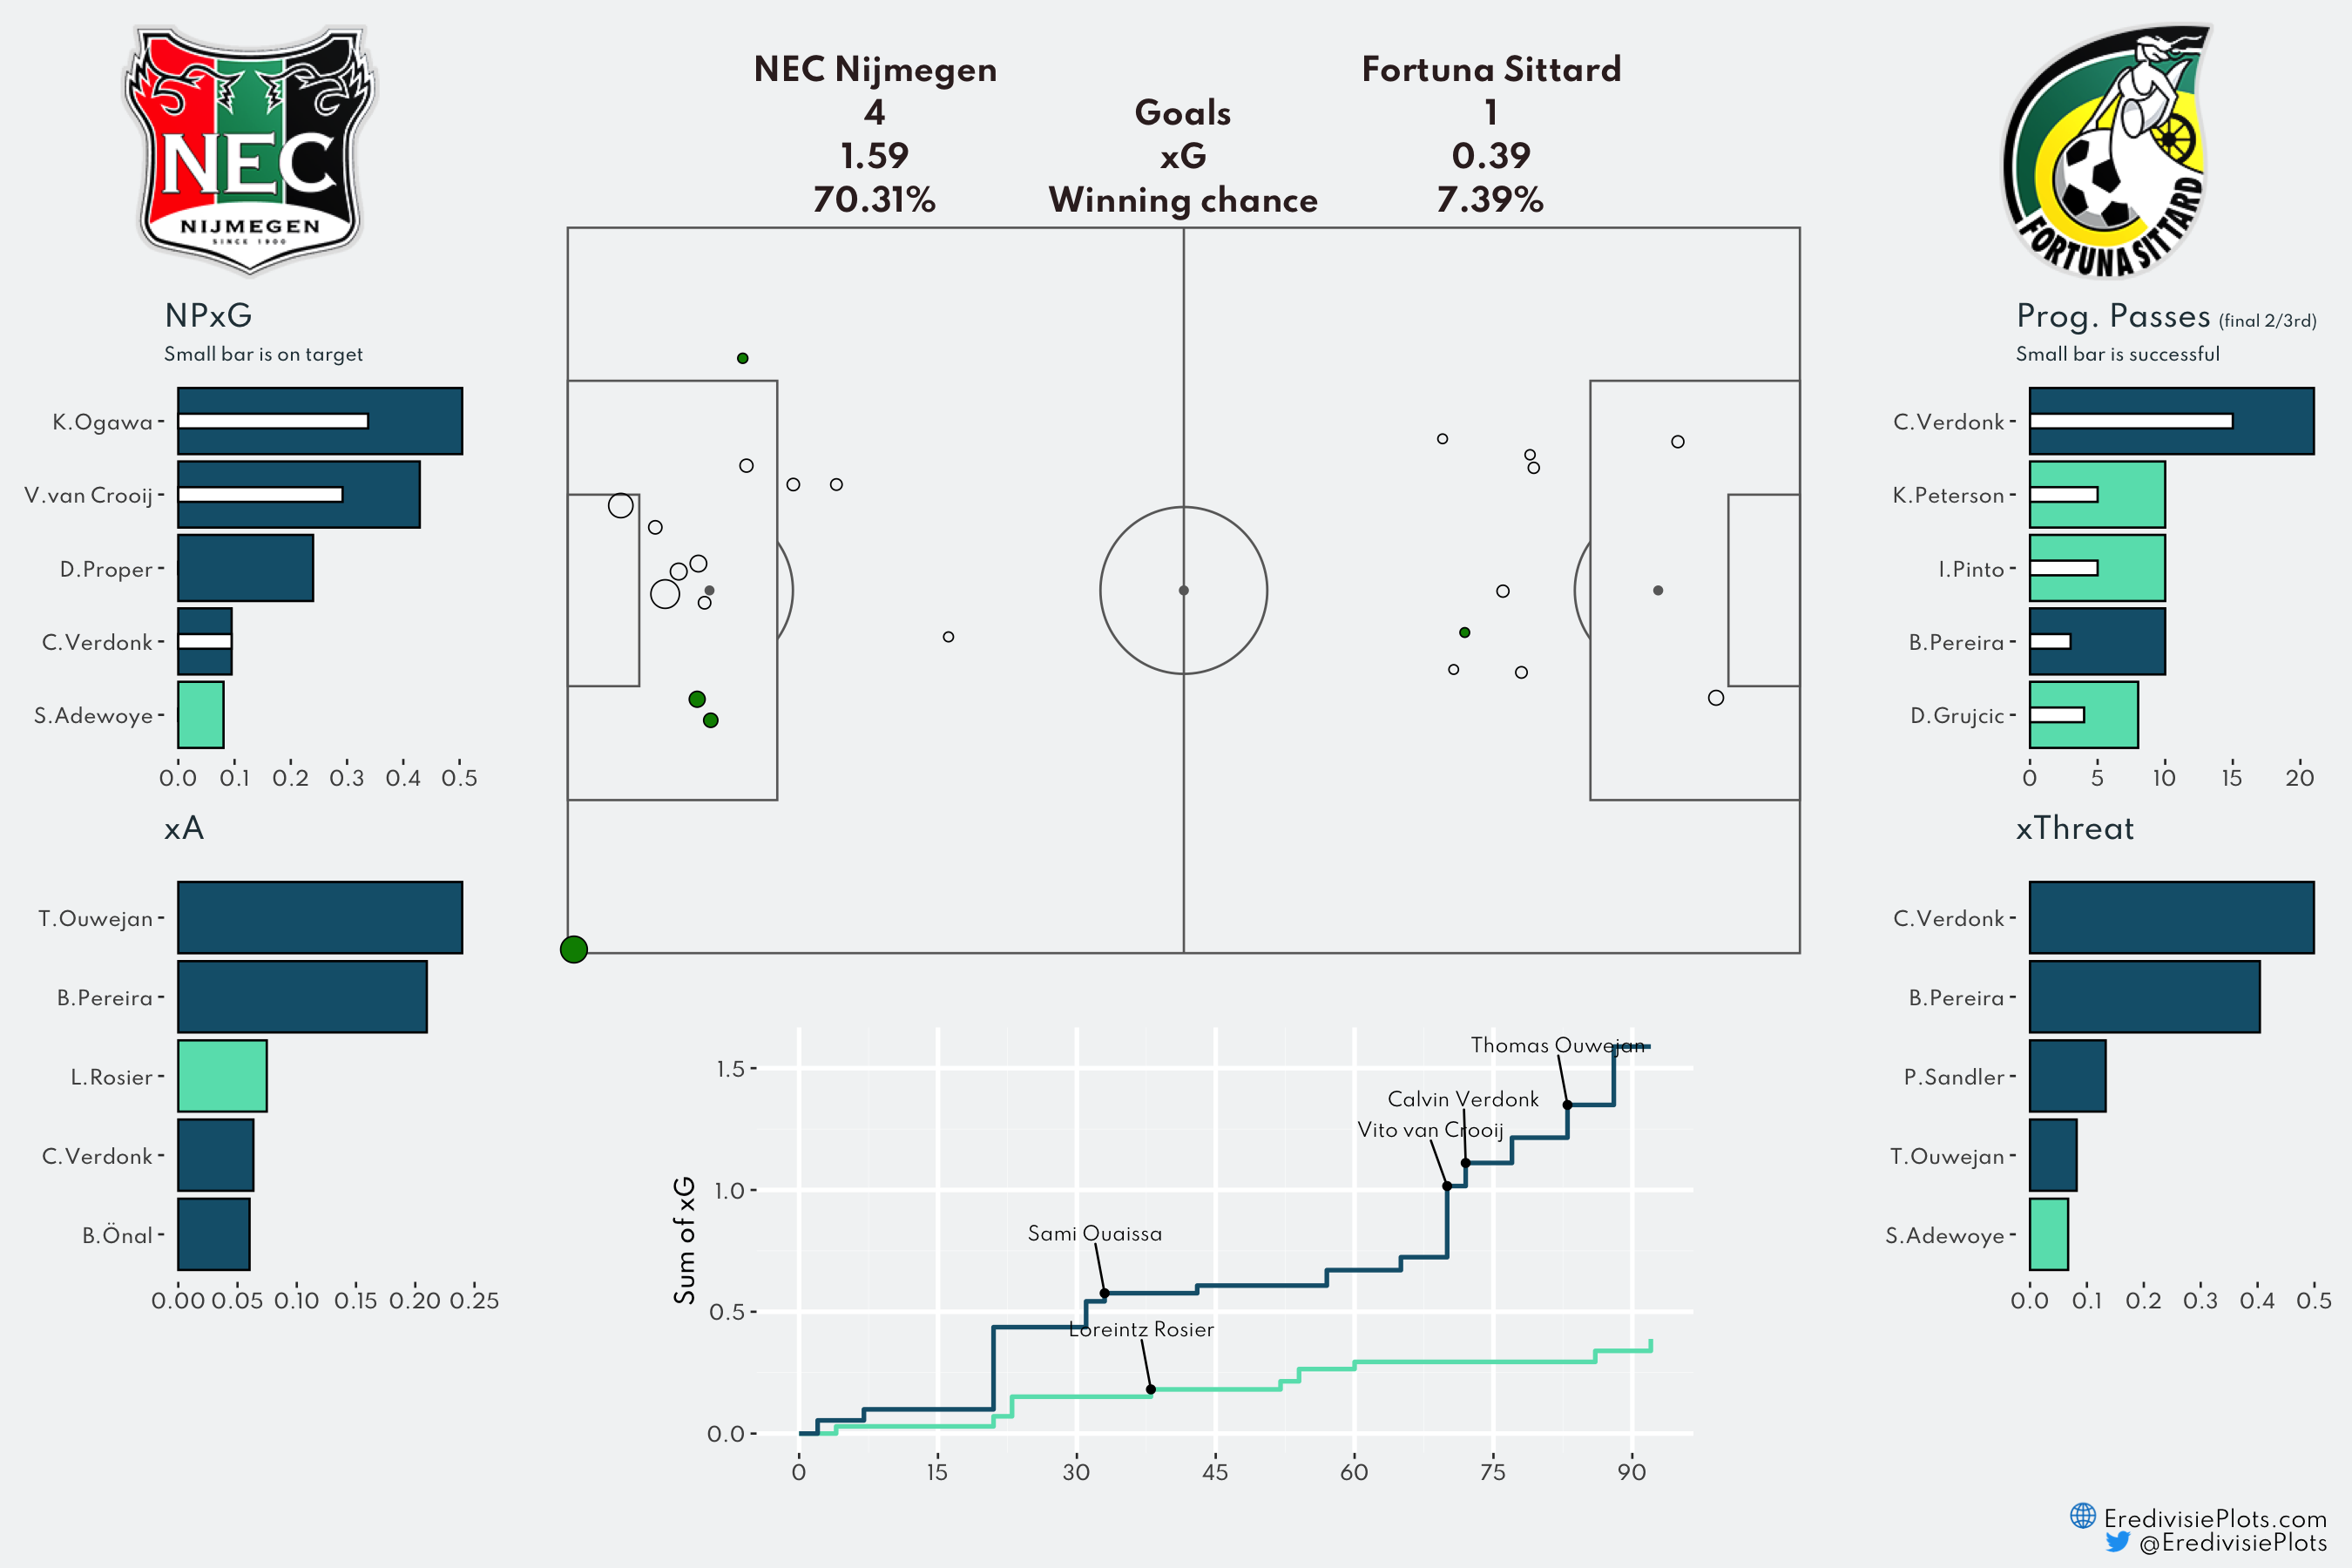 NEC Nijmegen
Fortuna Sittard
4
Goals
1
1.59
xG
0.39
70.31%
Winning chance
7.39%
NEC
NIJMEGEN
SINCE 1900
FORTUNA SITTARD
NPxG
Small bar is on target
K.Ogawa
V.van Crooij
D.Proper
C.Verdonk
S.Adewoye
0.0 0.1 0.2 0.3 0.4 0.5
xA
T.Ouwejan
B.Pereira
L.Rosier
C.Verdonk
B.Önal
0.00 0.05 0.10 0.15 0.20 0.25
Prog. Passes (final 2/3rd)
Small bar is successful
C.Verdonk
K.Peterson
I.Pinto
B.Pereira
D.Grujcic
0 5 10 15 20
xThreat
C.Verdonk
B.Pereira
P.Sandler
T.Ouwejan
S.Adewoye
0.0 0.1 0.2 0.3 0.4 0.5
Sum of xG
1.5
1.0
0.5
0.0
Thomas Ouwejan
Calvin Verdonk
Vito van Crooij
Sami Ouaissa
Loreintz Rosier
0 15 30 45 60 75 90
EredivisiePlots.com
@EredivisiePlots